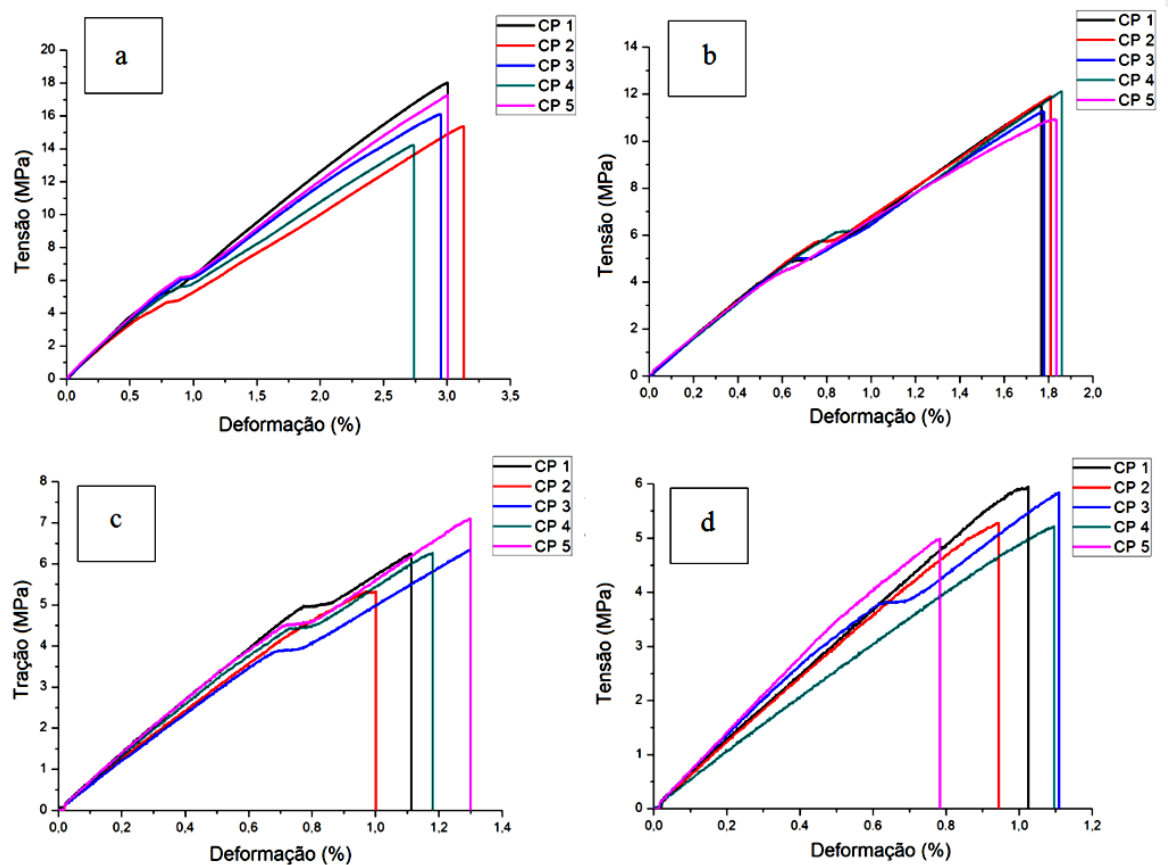 a
CP 1
CP 2
CP 3
CP 4
CP 5
20
18
16
14
12
10
8
6
4
2
0
Tensão (MPa)
0,0 0,5 1,0 1,5 2,0 2,5 3,0 3,5
Deformação (%)
b
CP 1
CP 2
CP 3
CP 4
CP 5
14
12
10
8
6
4
2
0
Tensão (MPa)
0,0 0,2 0,4 0,6 0,8 1,0 1,2 1,4 1,6 1,8 2,0
Deformação (%)
c
CP 1
CP 2
CP 3
CP 4
CP 5
8
7
6
5
4
3
2
1
0
Tração (MPa)
0,0 0,2 0,4 0,6 0,8 1,0 1,2 1,4
Deformação (%)
d
CP 1
CP 2
CP 3
CP 4
CP 5
6
5
4
3
2
1
0
Tensão (MPa)
0,0 0,2 0,4 0,6 0,8 1,0 1,2
Deformação (%)